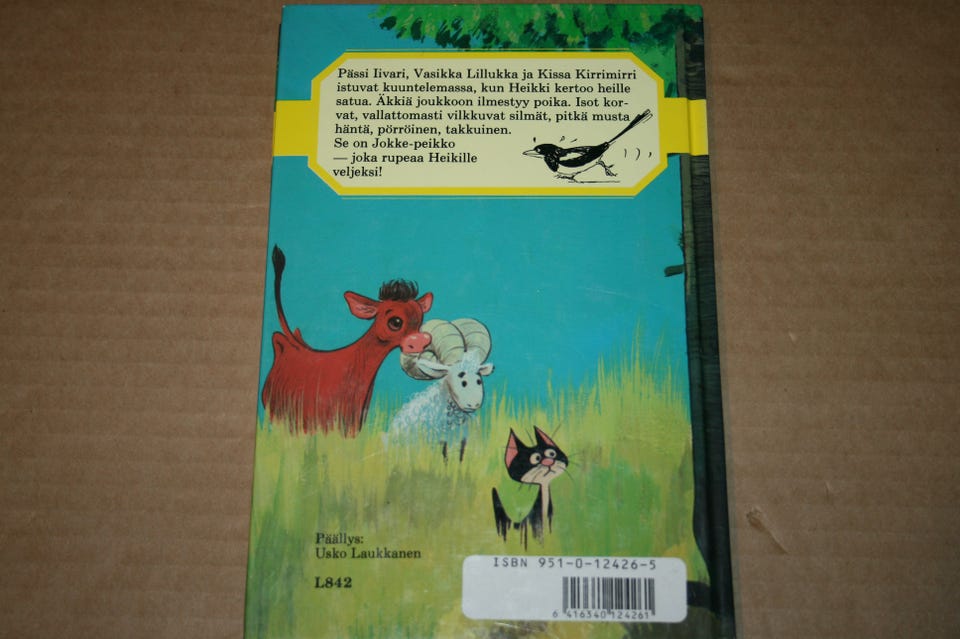 Pässi Iivari, Vasikka Lillukka ja Kissa Kirrimirri
istuvat kuuntelemassa, kun Heikki kertoo heille
satua. Äkkiä joukkoon ilmestyy poika. Isot kor-
vat, vallattomasti vilkkuvat silmät, pitkä musta
häntä, pörröinen, takkuinen.
Se on Jokke-peikko
— joka rupeaa Heikille
veljeksi!
Päällys:
Usko Laukkanen
L842
ISBN 951-0-12426-5
6 416340 124261